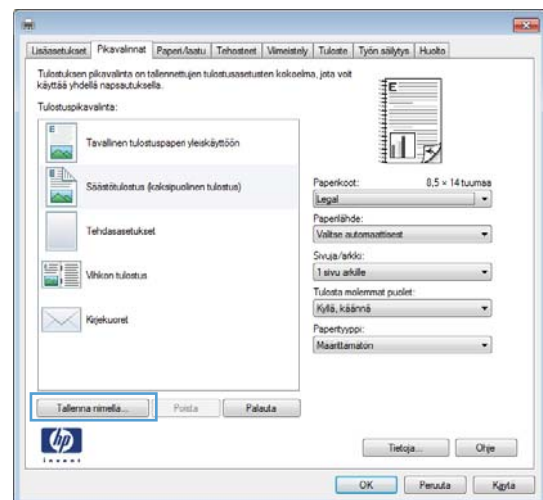 Lisäasetukset Pikavalinnat Paperi/laatu Tehosteet Viimeistely Tuloste Työn säilytys Huolto
Tulostuksen pikavalinta on tallennettujen tulostusasetusten kokoelma, jota voit
käyttää yhdellä napsautuksella.
Tulostuspikavalinta:
E
Tavallinen tulostuspaperi yleiskäyttöön
Säästötulostus (kaksipuolinen tulostus)
Tehdasasetukset
Vihkon tulostus
Kirjekuoret
Tallenna nimellä...
Poista
Palauta
E
Paperikoot: 8,5 × 14 tuumaa
Legal
Paperilähde:
Valitse automaattisest
Sivuja/arkki:
1 sivu arkille
Tulosta molemmat puolet:
Kyllä, käännä
Paperityyppi:
Määrittämätön
hp
invent
Tietoja...
Ohje
OK
Peruuta
Käytä